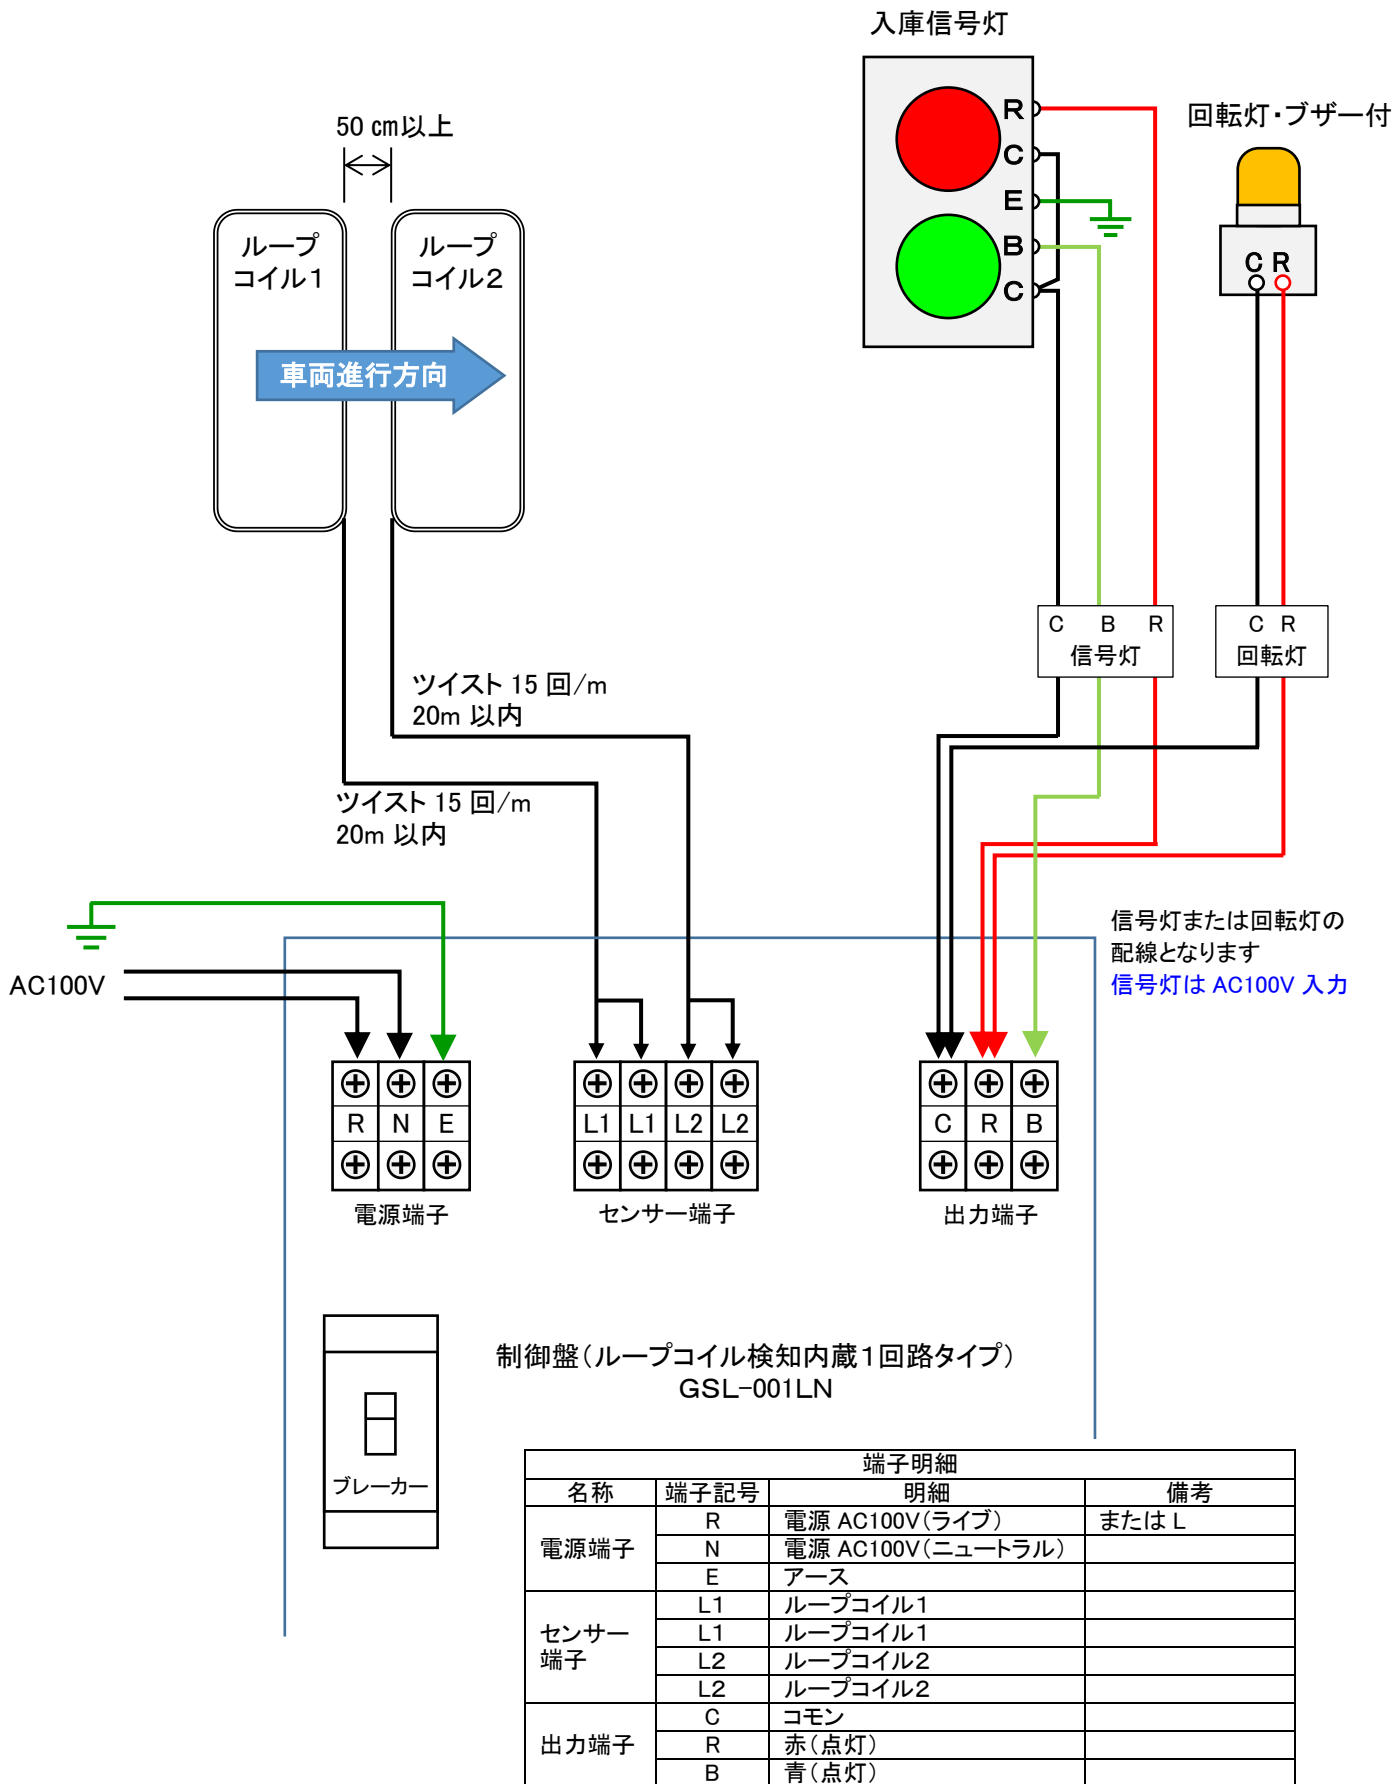 入庫信号灯
回転灯・ブザー付
50 ㎝以上
R
C
E
B
C
C R
ループ
コイル1
ループ
コイル2
車両進行方向
C B R
信号灯
C R
回転灯
ツイスト 15 回/m
20m 以内
ツイスト 15 回/m
20m 以内
信号灯または回転灯の
配線となります
信号灯は AC100V 入力
AC100V
R N E
電源端子
L1 L1 L2 L2
センサー端子
C R B
出力端子
制御盤(ループコイル検知内蔵1回路タイプ)
GSL-001LN
ブレーカー
端子明細
名称 端子記号 明細 備考
電源端子 R 電源 AC100V(ライブ) または L
N 電源 AC100V(ニュートラル)
E アース
センサー
端子
L1 ループコイル1
L1 ループコイル1
L2 ループコイル2
L2 ループコイル2
出力端子 C コモン
R 赤(点灯)
B 青(点灯)